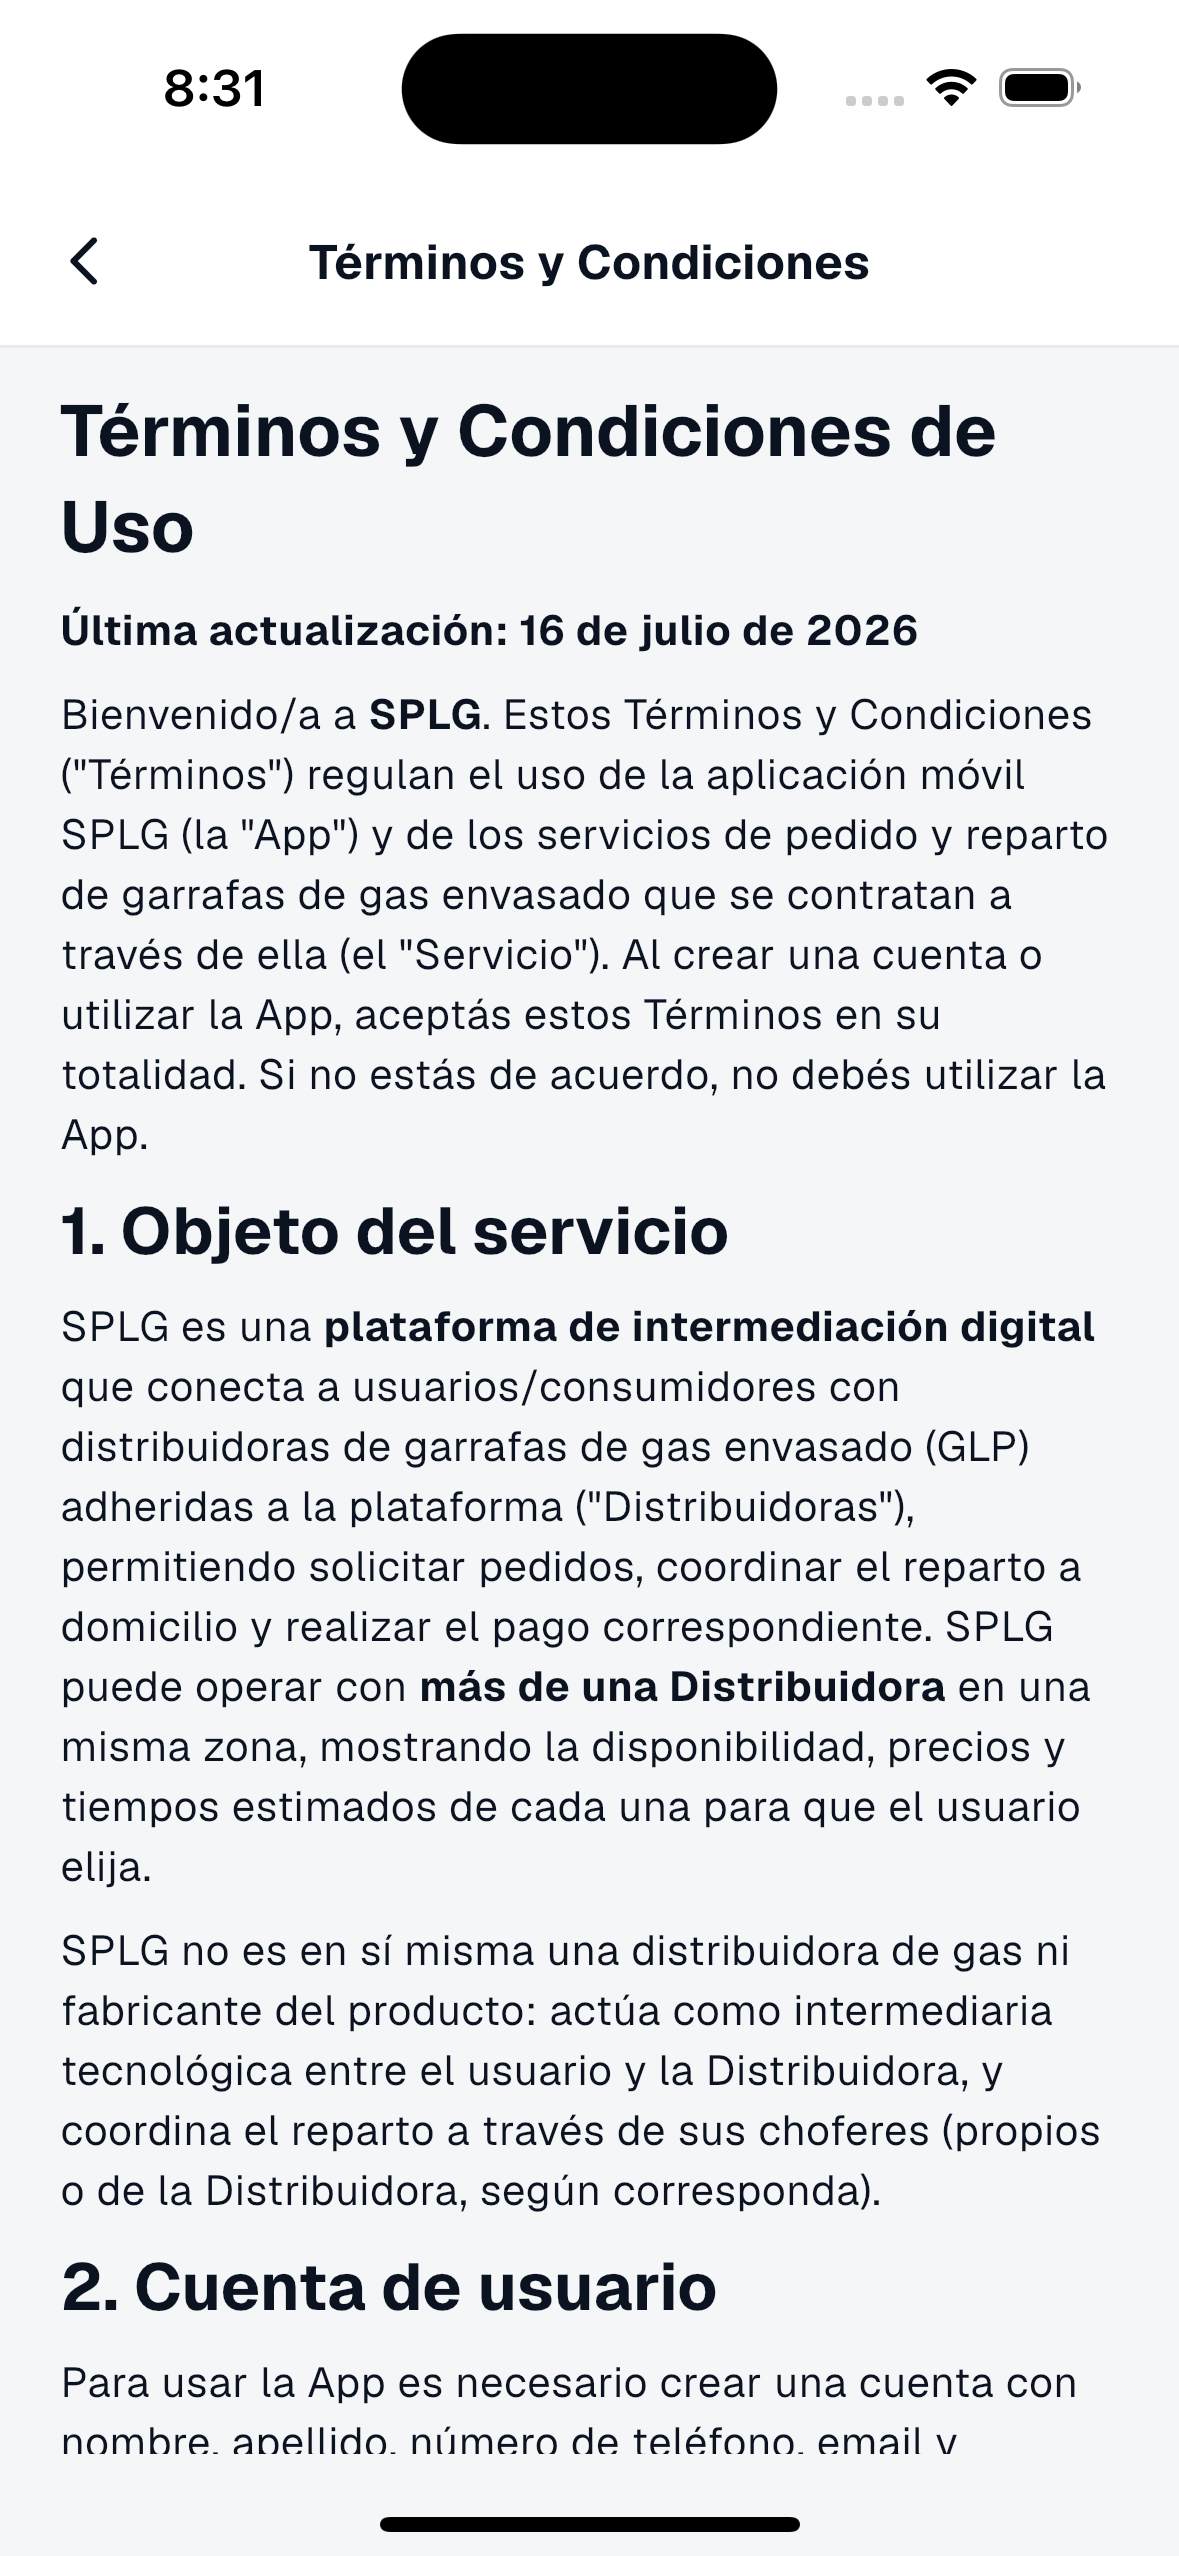 8:31
Términos y Condiciones
Términos y Condiciones de
Uso
Última actualización: 16 de julio de 2026
Bienvenido/a a SPLG. Estos Términos y Condiciones
("Términos") regulan el uso de la aplicación móvil
SPLG (la "App") y de los servicios de pedido y reparto
de garrafas de gas envasado que se contratan a
través de ella (el "Servicio"). Al crear una cuenta o
utilizar la App, aceptás estos Términos en su
totalidad. Si no estás de acuerdo, no debés utilizar la
App.
1. Objeto del servicio
SPLG es una plataforma de intermediación digital
que conecta a usuarios/consumidores con
distribuidoras de garrafas de gas envasado (GLP)
adheridas a la plataforma ("Distribuidoras"),
permitiendo solicitar pedidos, coordinar el reparto a
domicilio y realizar el pago correspondiente. SPLG
puede operar con más de una Distribuidora en una
misma zona, mostrando la disponibilidad, precios y
tiempos estimados de cada una para que el usuario
elija.
SPLG no es en sí misma una distribuidora de gas ni
fabricante del producto: actúa como intermediaria
tecnológica entre el usuario y la Distribuidora, y
coordina el reparto a través de sus choferes (propios
o de la Distribuidora, según corresponda).
2. Cuenta de usuario
Para usar la App es necesario crear una cuenta con
nombre, apellido, número de teléfono, email y